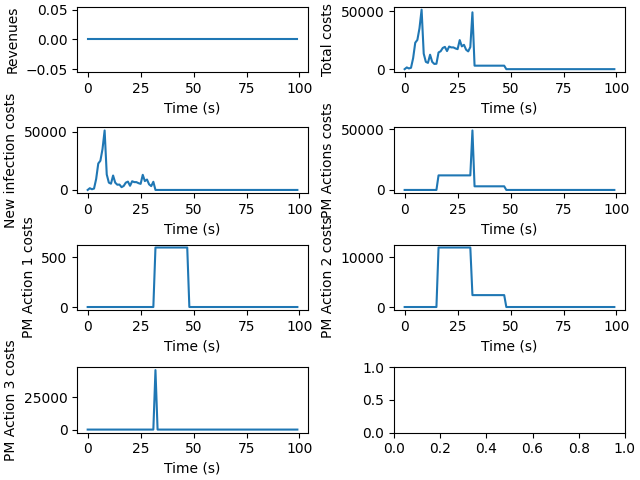 Revenues
0.05
0.00
−0.05
0 25 50 75 100
Time (s)
Total costs
50000
0
0 25 50 75 100
Time (s)
New infection costs
50000
0
0 25 50 75 100
Time (s)
PM Actions costs
50000
0
0 25 50 75 100
Time (s)
PM Action 1 costs
500
0
0 25 50 75 100
Time (s)
PM Action 2 costs
10000
0
0 25 50 75 100
Time (s)
PM Action 3 costs
25000
0
0 25 50 75 100
Time (s)
1.0
0.5
0.0
0.0 0.2 0.4 0.6 0.8 1.0